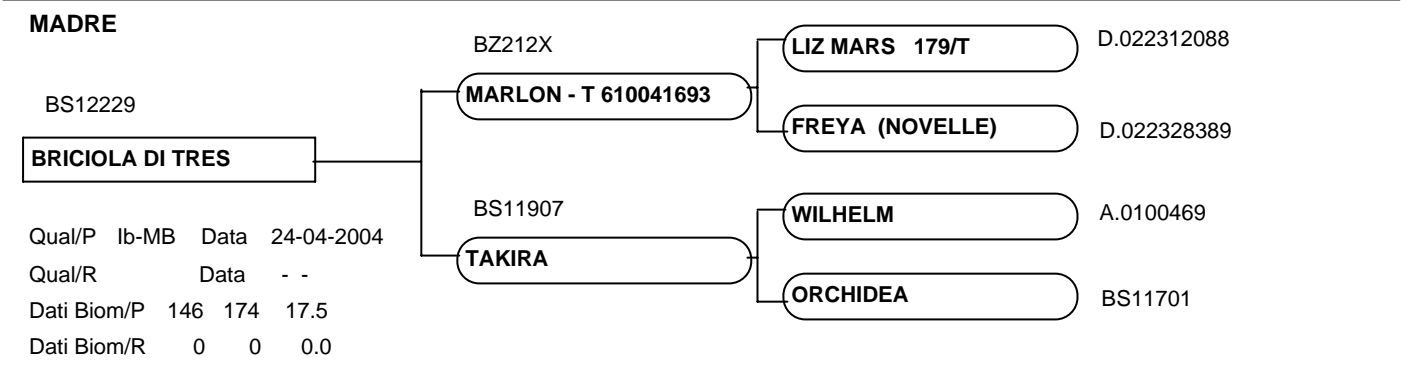 MADRE
BS12229
BRICIOLA DI TRES
Qual/P Ib-MB Data 24-04-2004
Qual/R Data - -
Dati Biom/P 146 174 17.5
Dati Biom/R 0 0 0.0
BZ212X
MARLON - T 610041693
BS11907
TAKIRA
LIZ MARS 179/T D.022312088
FREYA (NOVELLE) D.022328389
WILHELM A.0100469
ORCHIDEA BS11701